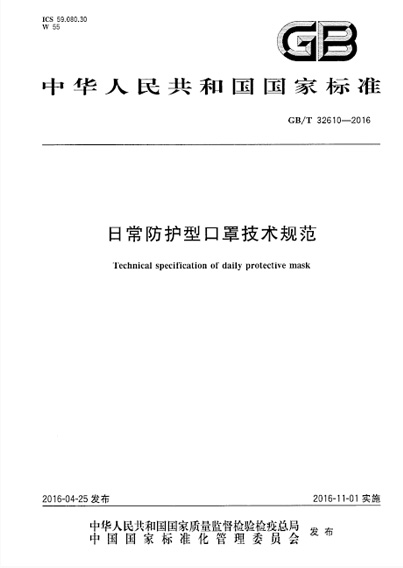 ICS 59.080.30
W 55
GB
中华人民共和国国家标准
GB/T 32610—2016
日常防护型口罩技术规范
Technical specification of daily protective mask
2016-04-25 发布
2016-11-01 实施
中华人民共和国国家质量监督检验检疫总局
中国国家标准化管理委员会
发布